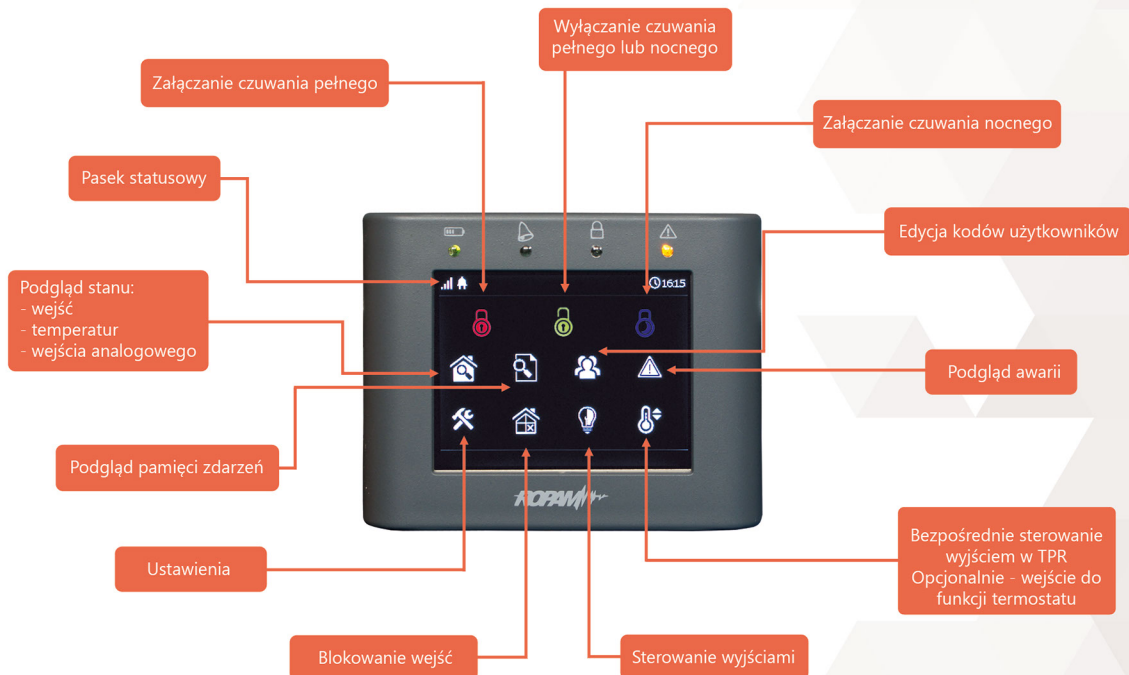 Wyłączanie czuwania
pełnego lub nocnego
Załączanie czuwania pełnego
Załączanie czuwania nocnego
Pasek statusowy
Edycja kodów użytkowników
16:15
Podgląd stanu:
- wejść
- temperatur
- wejścia analogowego
Podgląd awarii
Podgląd pamięci zdarzeń
ROPAM
Ustawienia
Bezpośrednie sterowanie
wyjściem w TPR
Opcjonalnie - wejście do
funkcji termostatu
Blokowanie wejść
Sterowanie wyjściami